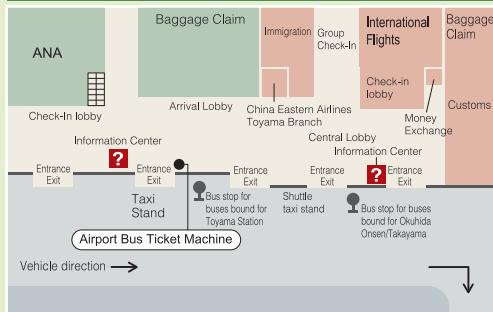 ANA
Check-In lobby
Baggage Claim
Arrival Lobby
Immigration
China Eastern Airlines
Toyama Branch
Group
Check-In
International
Flights
Check-in
lobby
Money
Exchange
Baggage
Claim
Customs
Information Center
?
Central Lobby
Information Center
?
Entrance
Exit
Entrance
Exit
Entrance
Exit
Entrance
Exit
Entrance
Exit
Taxi
Stand
Bus stop for
buses bound for
Toyama Station
Shuttle
taxi stand
Bus stop for buses
bound for Okuhida
Onsen/Takayama
Airport Bus Ticket Machine
Vehicle direction